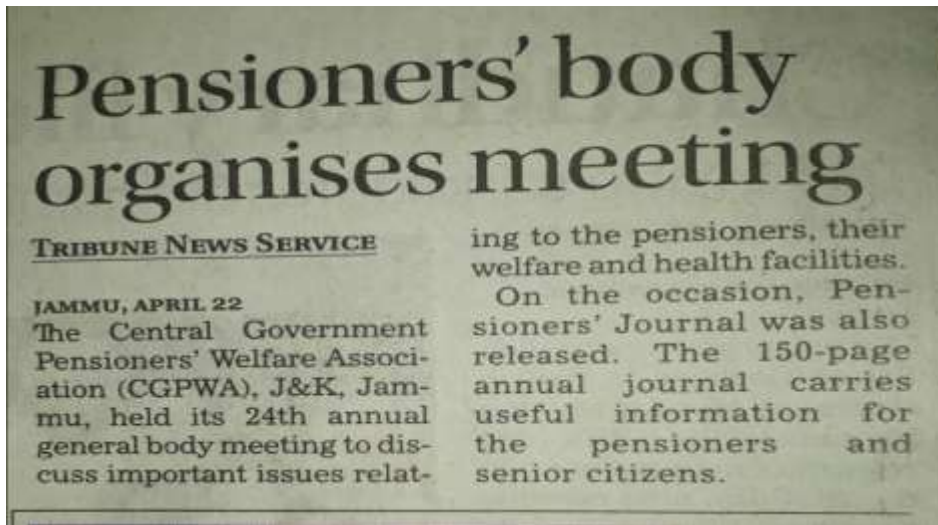 Pensioners' body
organises meeting
TRIBUNE NEWS SERVICE
JAMMU, APRIL 22
The Central Government
Pensioners' Welfare Associ-
ation (CGPWA), J&K, Jam-
mu, held its 24th annual
general body meeting to dis-
cuss important issues relat-
ing to the pensioners, their
welfare and health facilities.
On the occasion, Pen-
sioners' Journal was also
released. The 150-page
annual journal carries
useful information for
the pensioners and
senior citizens.